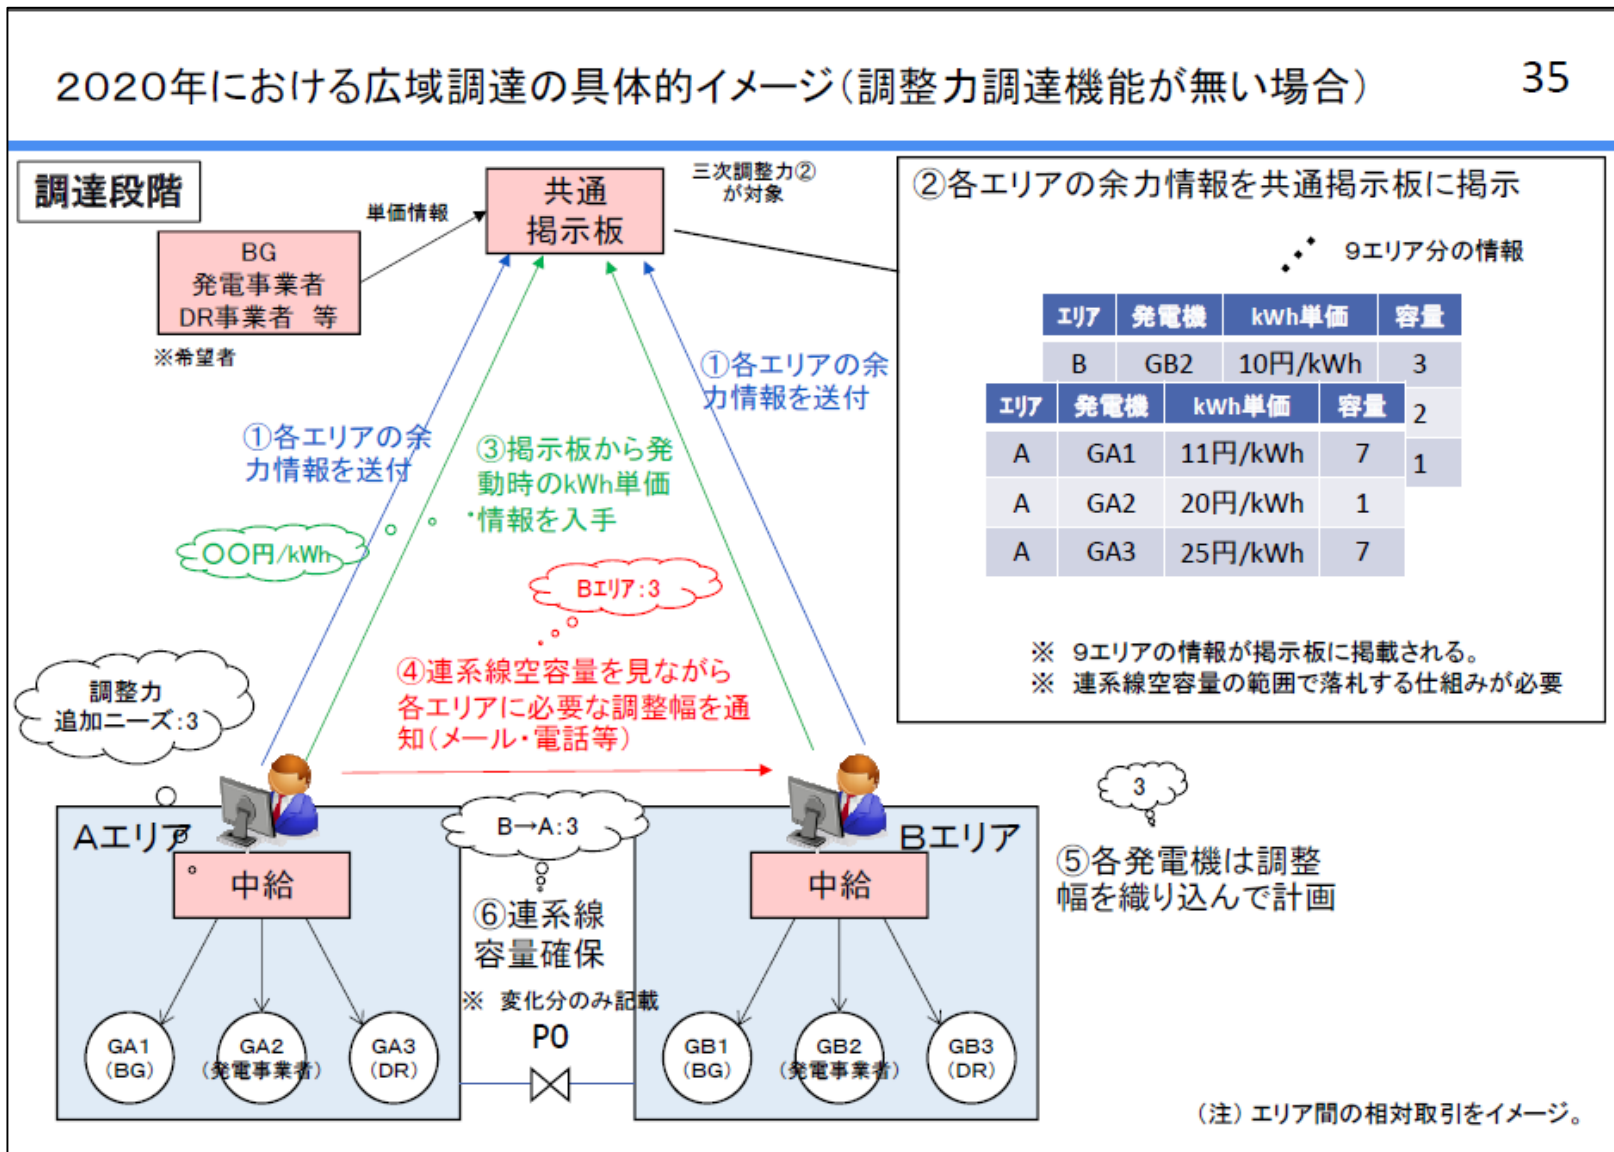 2020年における広域調達の具体的イメージ(調整力調達機能が無い場合)
35
調達段階
単価情報
共通
掲示板
三次調整力②
が対象
BG
発電事業者
DR事業者 等
※希望者
②各エリアの余力情報を共通掲示板に掲示
9エリア分の情報
エリア 発電機 kWh単価 容量
B GB2 10円/kWh 3
2
1
エリア 発電機 kWh単価 容量
A GA1 11円/kWh 7
A GA2 20円/kWh 1
A GA3 25円/kWh 7
※ 9エリアの情報が掲示板に掲載される。
※ 連系線空容量の範囲で落札する仕組みが必要
①各エリアの余
力情報を送付
①各エリアの余
力情報を送付
③掲示板から発
動時のkWh単価
情報を入手
〇〇円/kWh
Bエリア:3
④連系線空容量を見ながら
各エリアに必要な調整幅を通
知(メール・電話等)
調整力
追加ニーズ:3
Aエリア
中給
GA1
(BG)
GA2
(発電事業者)
GA3
(DR)
B→A:3
⑥連系線
容量確保
※ 変化分のみ記載
P0
Bエリア
中給
GB1
(BG)
GB2
(発電事業者)
GB3
(DR)
3
⑤各発電機は調整
幅を織り込んで計画
(注) エリア間の相対取引をイメージ。